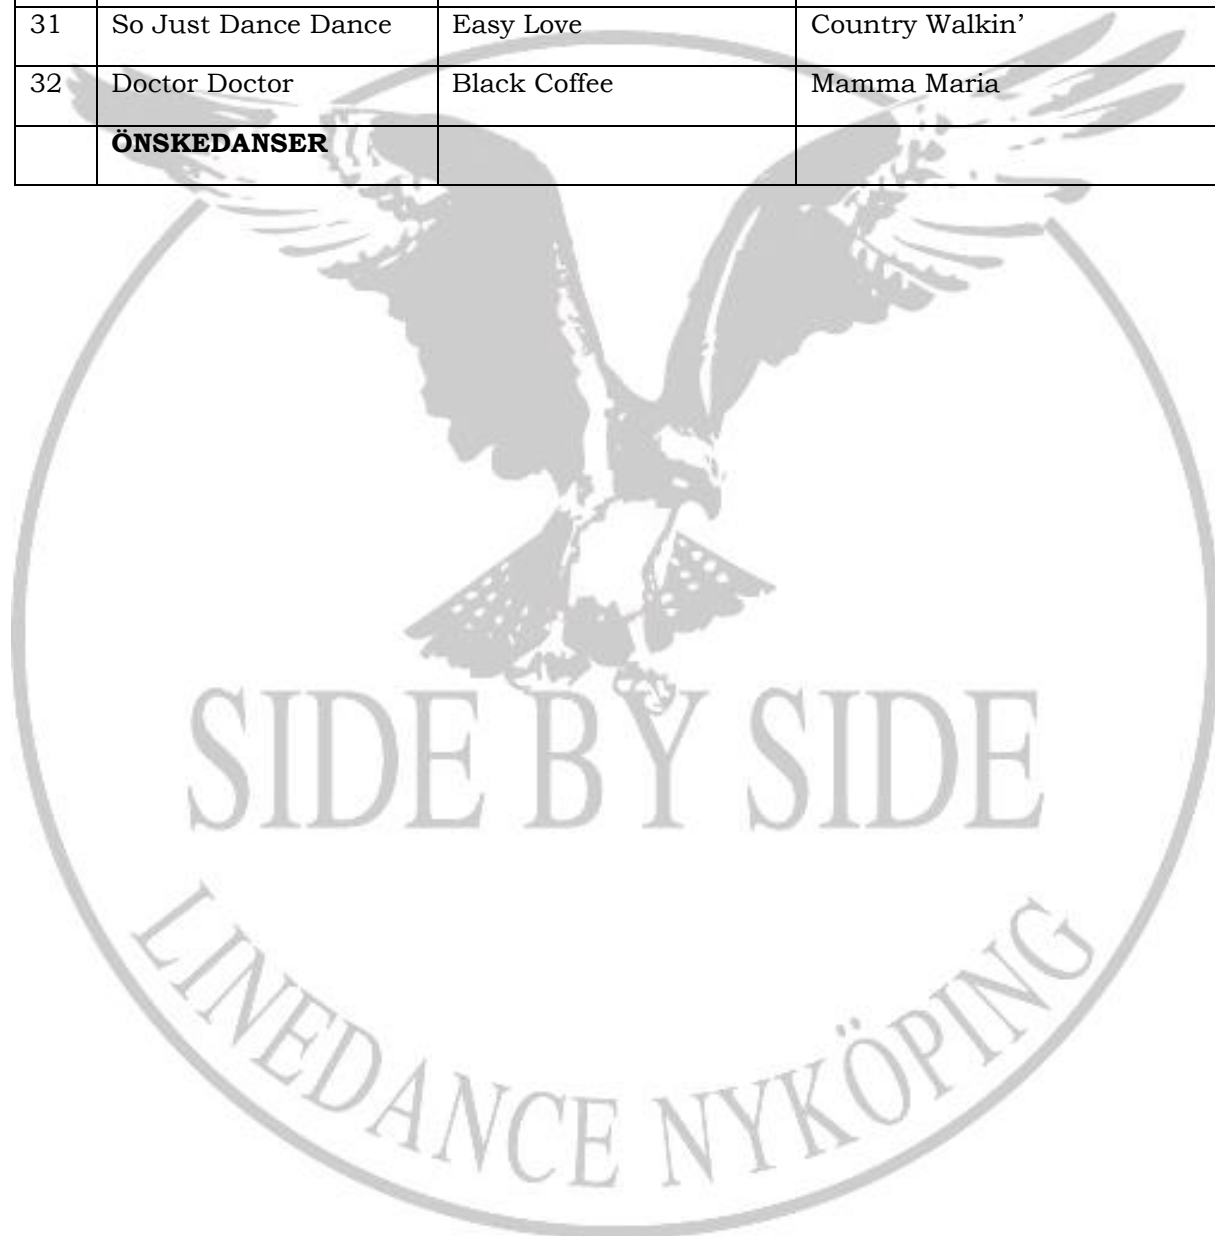 31 So Just Dance Dance Easy Love Country Walkin’
32 Doctor Doctor Black Coffee Mamma Maria
ÖNSKEDANSER
SIDE BY SIDE
LINEDANCE NYKÖPING